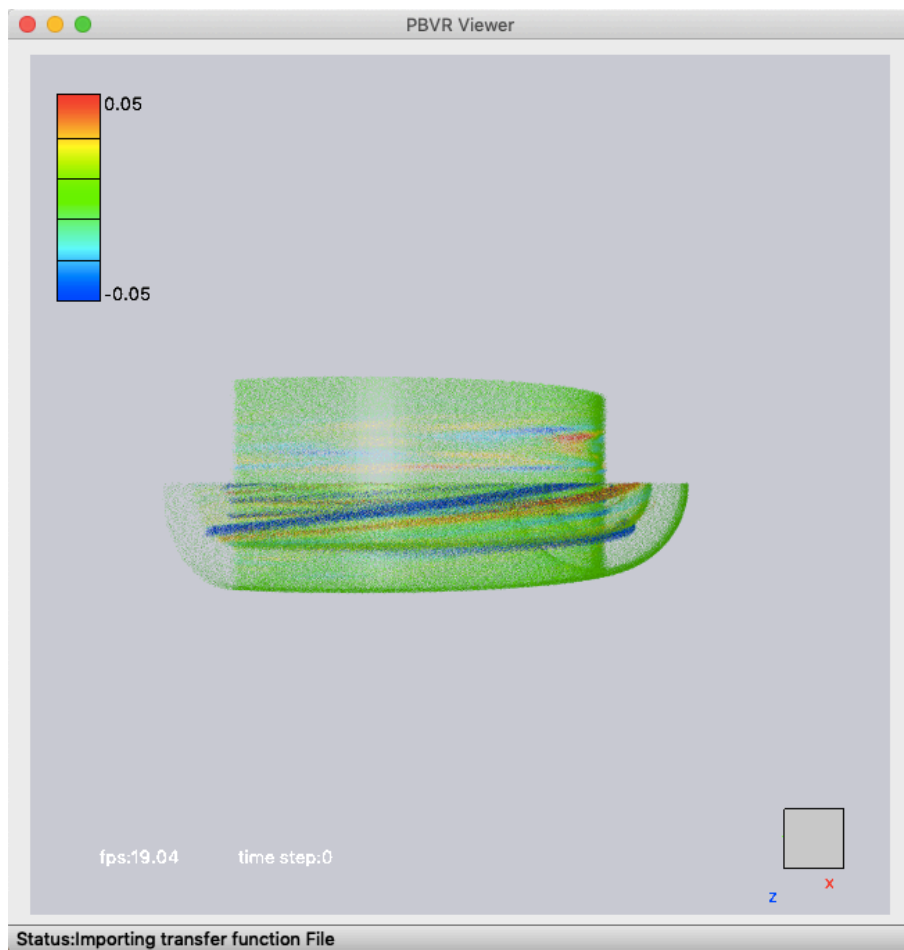 PBVR Viewer
0.05
-0.05
fps:19.04 time step:0
x
z
Status:Importing transfer function File